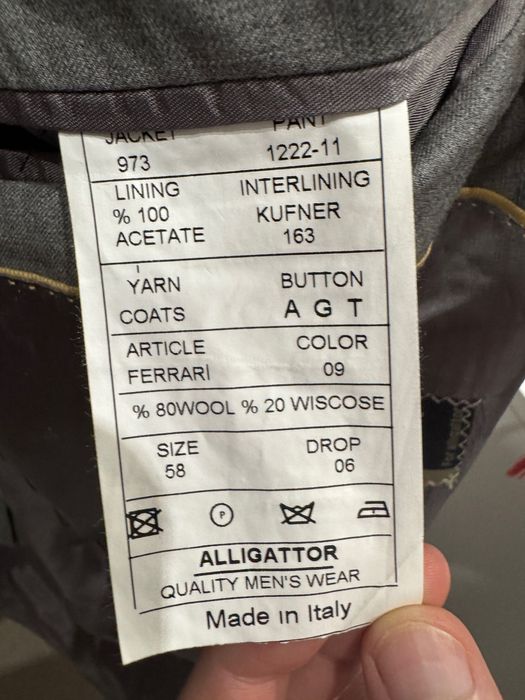 JACKET PANT
973 1222-11
LINING INTERLINING
% 100 KUFNER
ACETATE 163
YARN BUTTON
COATS A G T
ARTICLE COLOR
FERRARİ 09
% 80WOOL % 20 WISCOSE
SIZE DROP
58 06
P
ALLIGATTOR
QUALITY MEN'S WEAR
Made in Italy